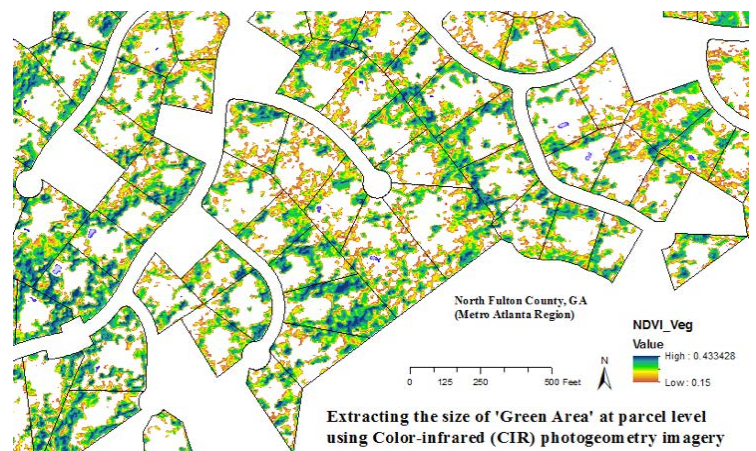 North Fulton County, GA
(Metro Atlanta Region)
NDVI_Veg
Value
High : 0.433428
Low : 0.15
N
0 125 250 500 Feet
Extracting the size of 'Green Area' at parcel level
using Color-infrared (CIR) photogeometry imagery